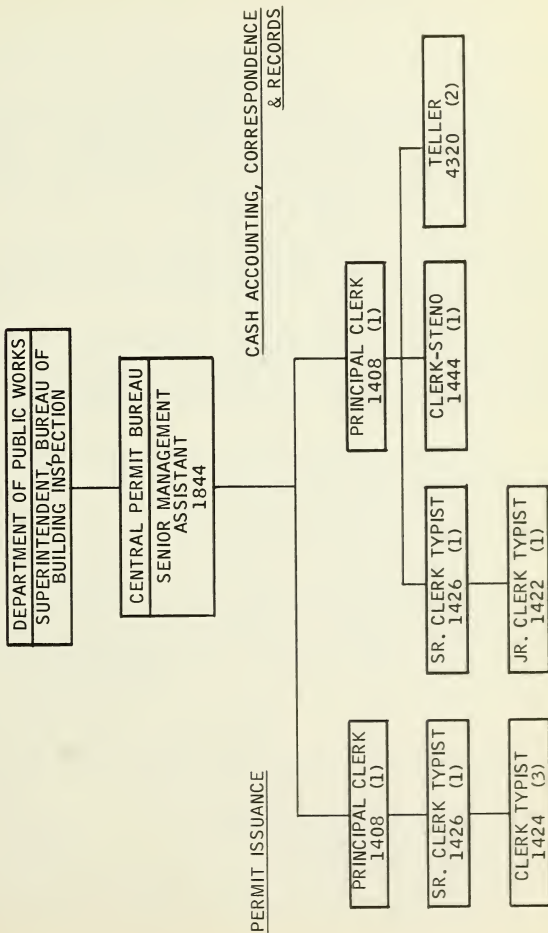 DEPARTMENT OF PUBLIC WORKS
SUPERINTENDENT, BUREAU OF
BUILDING INSPECTION
CENTRAL PERMIT BUREAU
SENIOR MANAGEMENT
ASSISTANT
1844
PERMIT ISSUANCE
PRINCIPAL CLERK
1408 (1)
SR. CLERK TYPIST
1426 (1)
CLERK TYPIST
1424 (3)
CASH ACCOUNTING, CORRESPONDENCE
& RECORDS
PRINCIPAL CLERK
1408 (1)
SR. CLERK TYPIST
1426 (1)
JR. CLERK TYPIST
1422 (1)
CLERK-STENO
1444 (1)
TELLER
4320 (2)